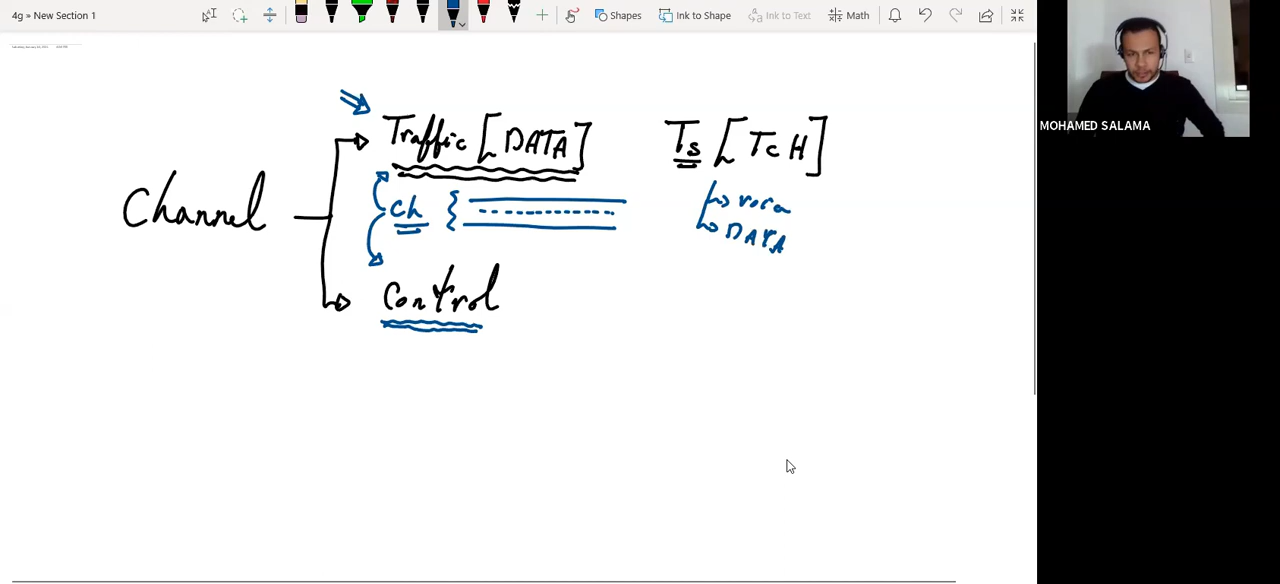 4g » New Section 1
Shapes
Ink to Shape
Ink to Text
Math
MOHAMED SALAMA
Traffic [DATA]
Ts [TCH]
Channel
ch
DATA
Control